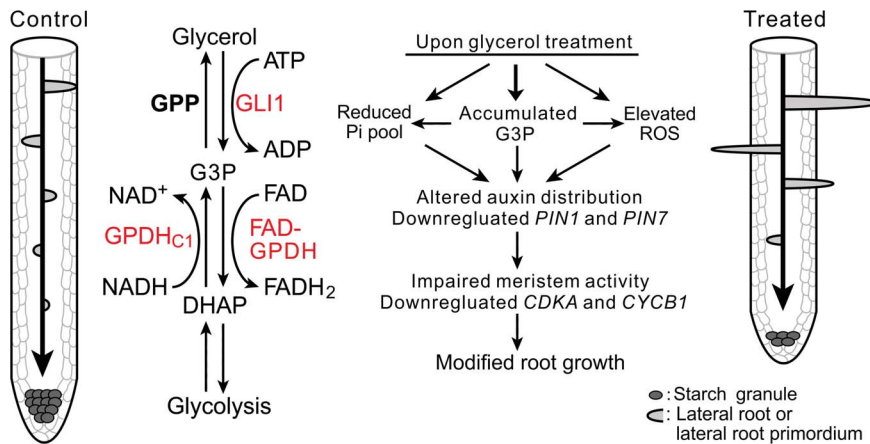 Control
Glycerol
ATP
GPP
GLI1
ADP
G3P
NAD+
FAD
GPDHC1
FAD-
GPDH
NADH
FADH2
DHAP
Glycolysis
Upon glycerol treatment
Reduced
Pi pool
Accumulated
G3P
Elevated
ROS
Altered auxin distribution
Downregluated PIN1 and PIN7
Impaired meristem activity
Downregluated CDKA and CYCB1
Modified root growth
Treated
: Starch granule
: Lateral root or
lateral root primordium